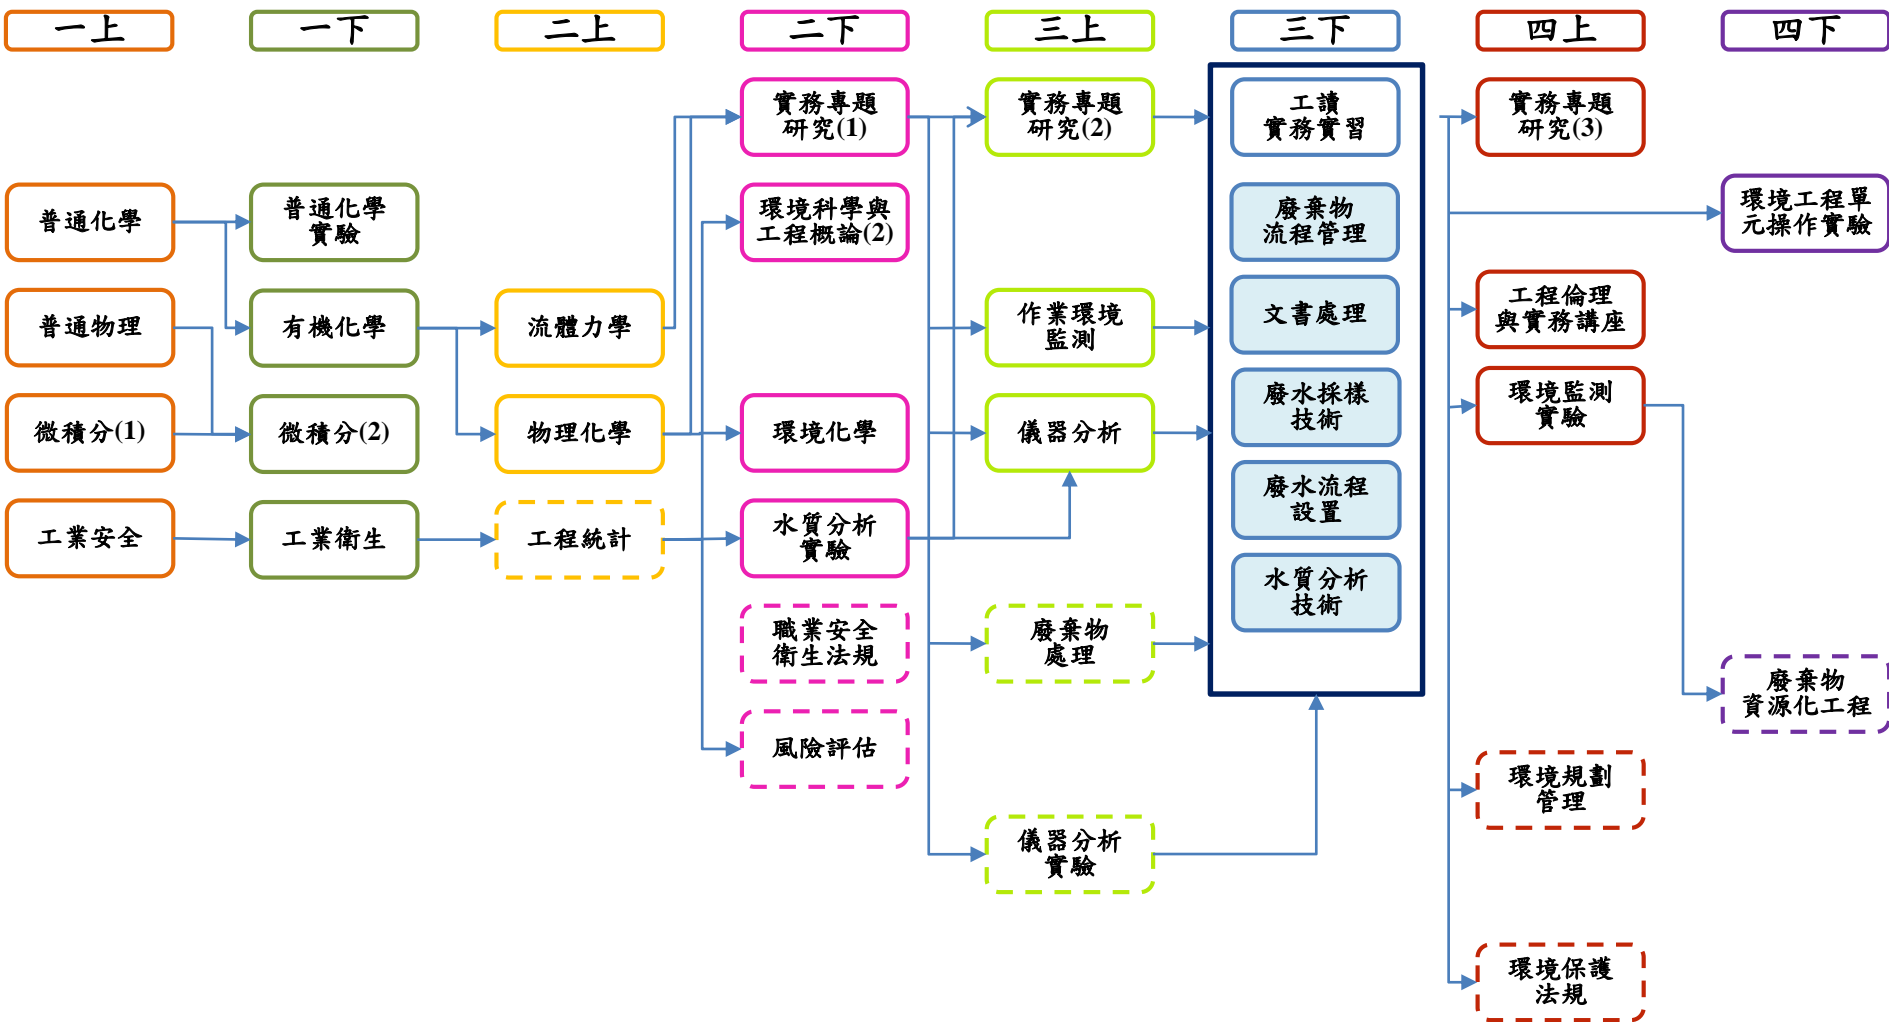 一上
一下
二上
二下
三上
三下
四上
四下
普通化學
普通物理
微積分(1)
工業安全
普通化學
實驗
有機化學
微積分(2)
工業衛生
流體力學
物理化學
工程統計
實務專題
研究(1)
環境科學與
工程概論(2)
環境化學
水質分析
實驗
職業安全
衛生法規
風險評估
實務專題
研究(2)
作業環境
監測
儀器分析
廢棄物
處理
儀器分析
實驗
工讀
實務實習
廢棄物
流程管理
文書處理
廢水採樣
技術
廢水流程
設置
水質分析
技術
實務專題
研究(3)
工程倫理
與實務講座
環境監測
實驗
環境規劃
管理
環境保護
法規
環境工程單
元操作實驗
廢棄物
資源化工程